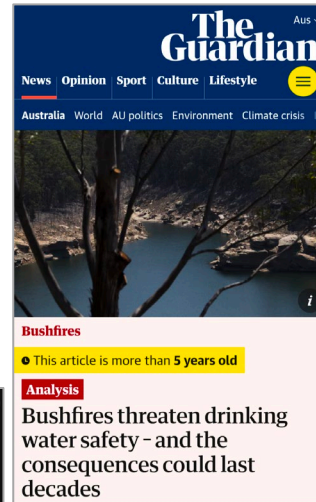 The
Guardian
Aus
News Opinion Sport Culture Lifestyle
Australia World AU politics Environment Climate crisis
i
Bushfires
This article is more than 5 years old
Analysis
Bushfires threaten drinking
water safety – and the
consequences could last
decades